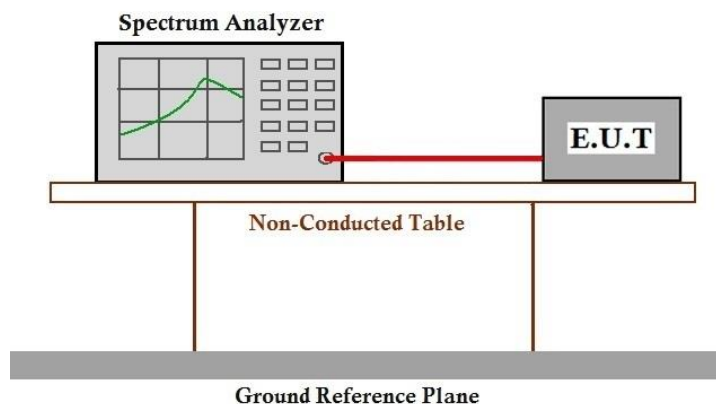 Spectrum Analyzer
E.U.T
Non-Conducted Table
Ground Reference Plane